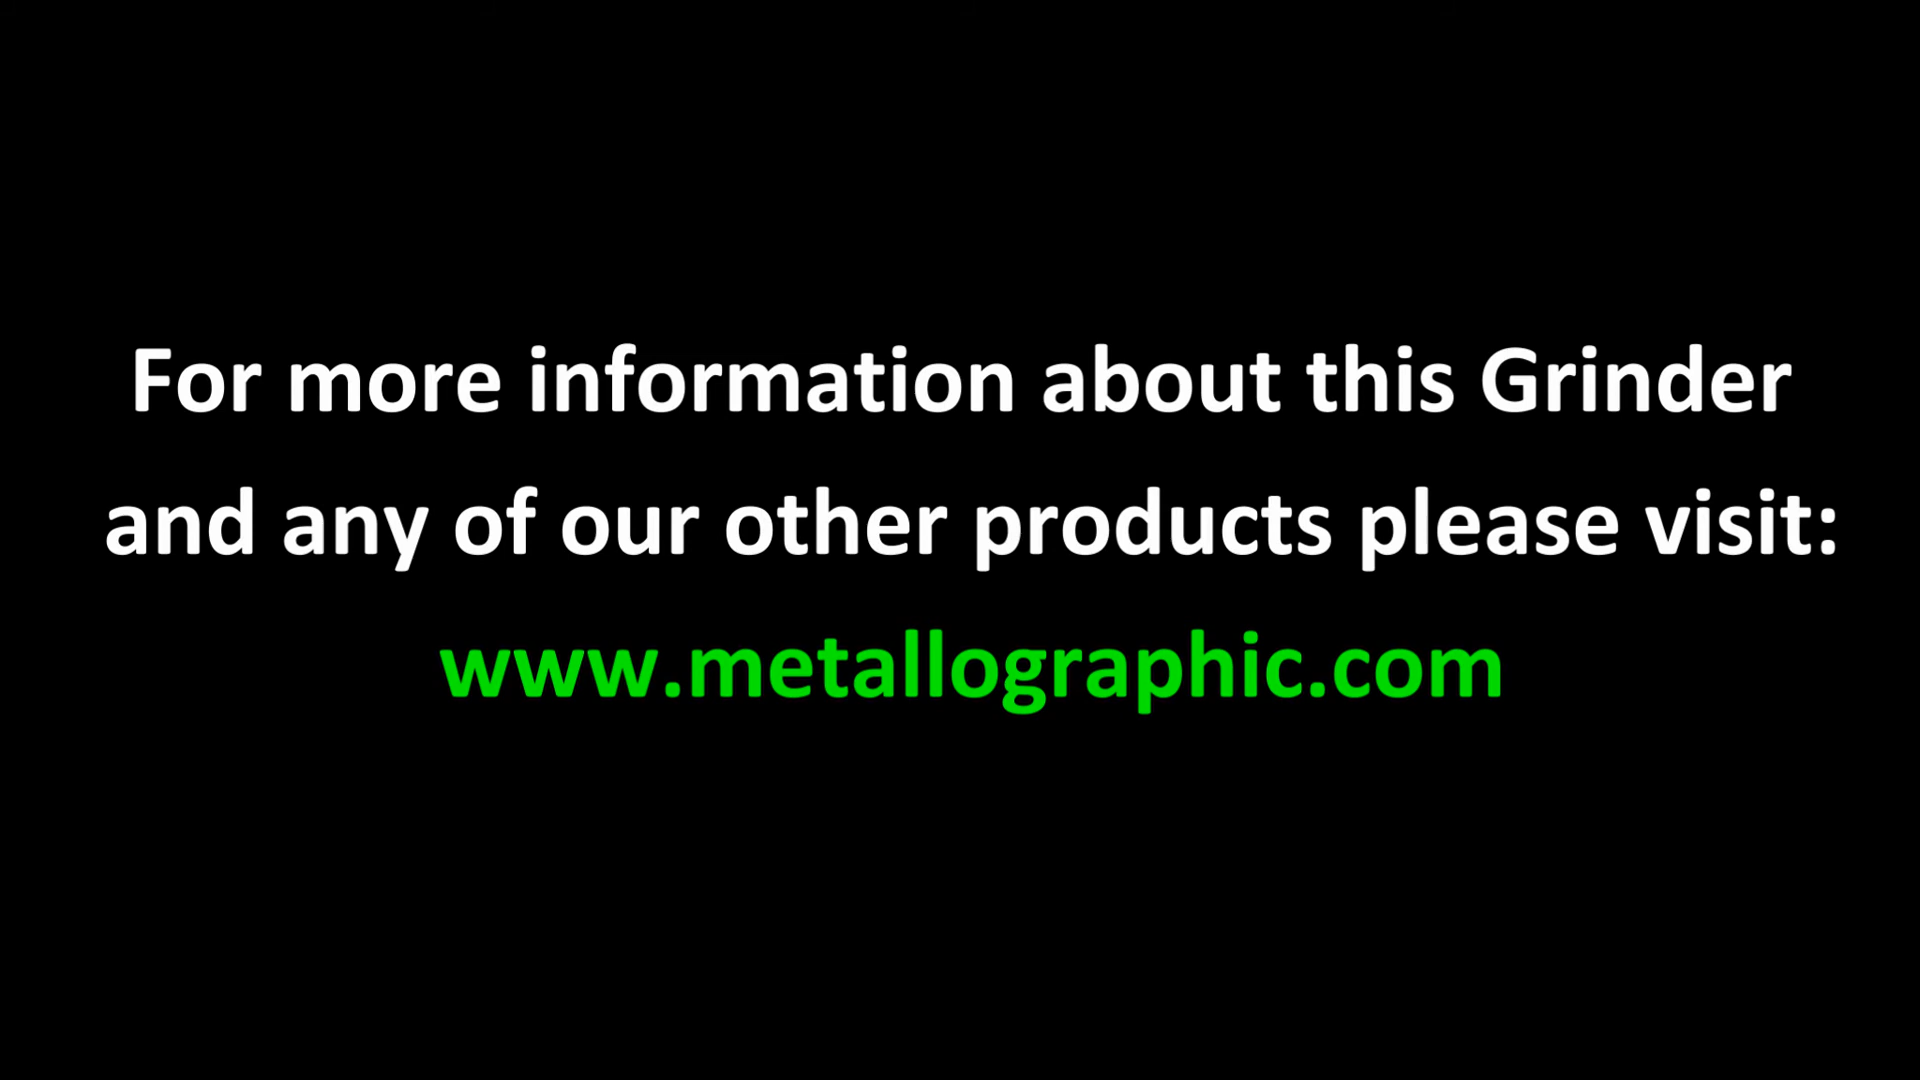 For more information about this Grinder
and any of our other products please visit:
www.metallographic.com